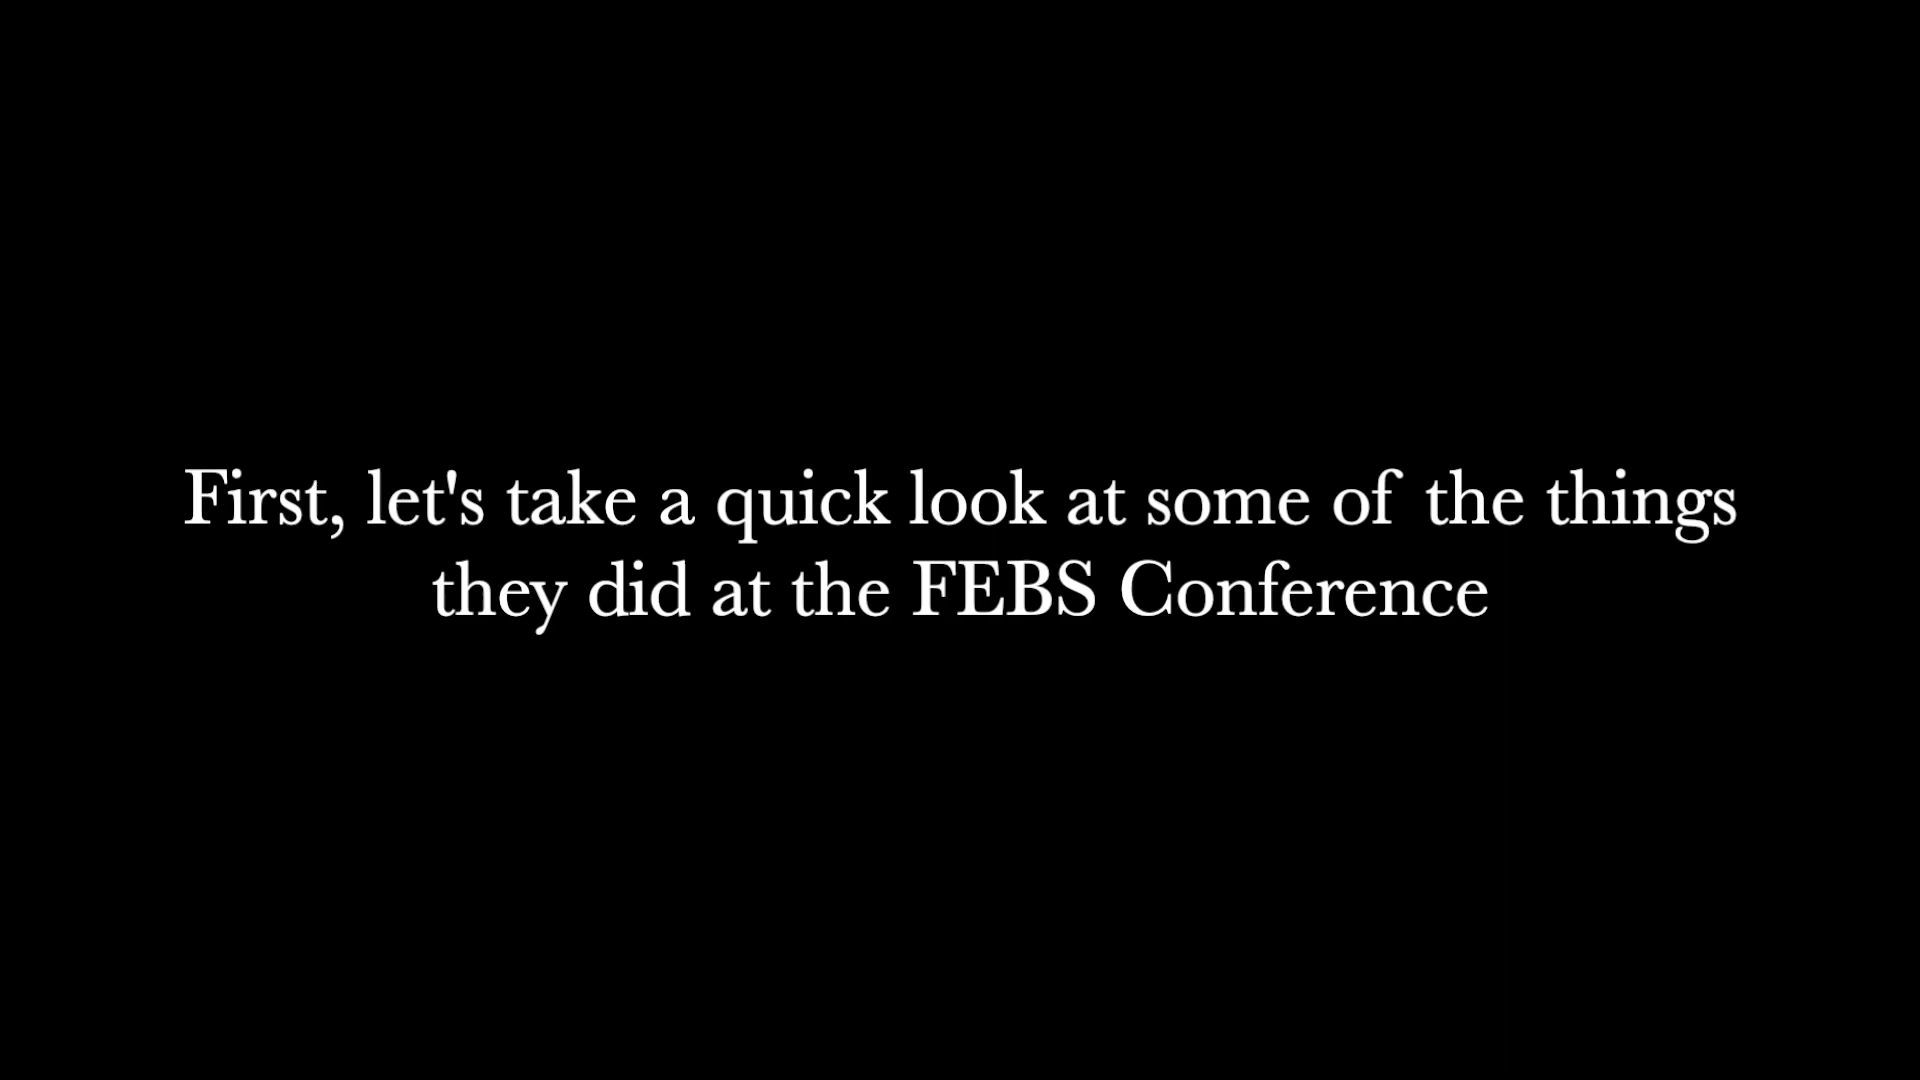 First, let's take a quick look at some of the things
they did at the FEBS Conference